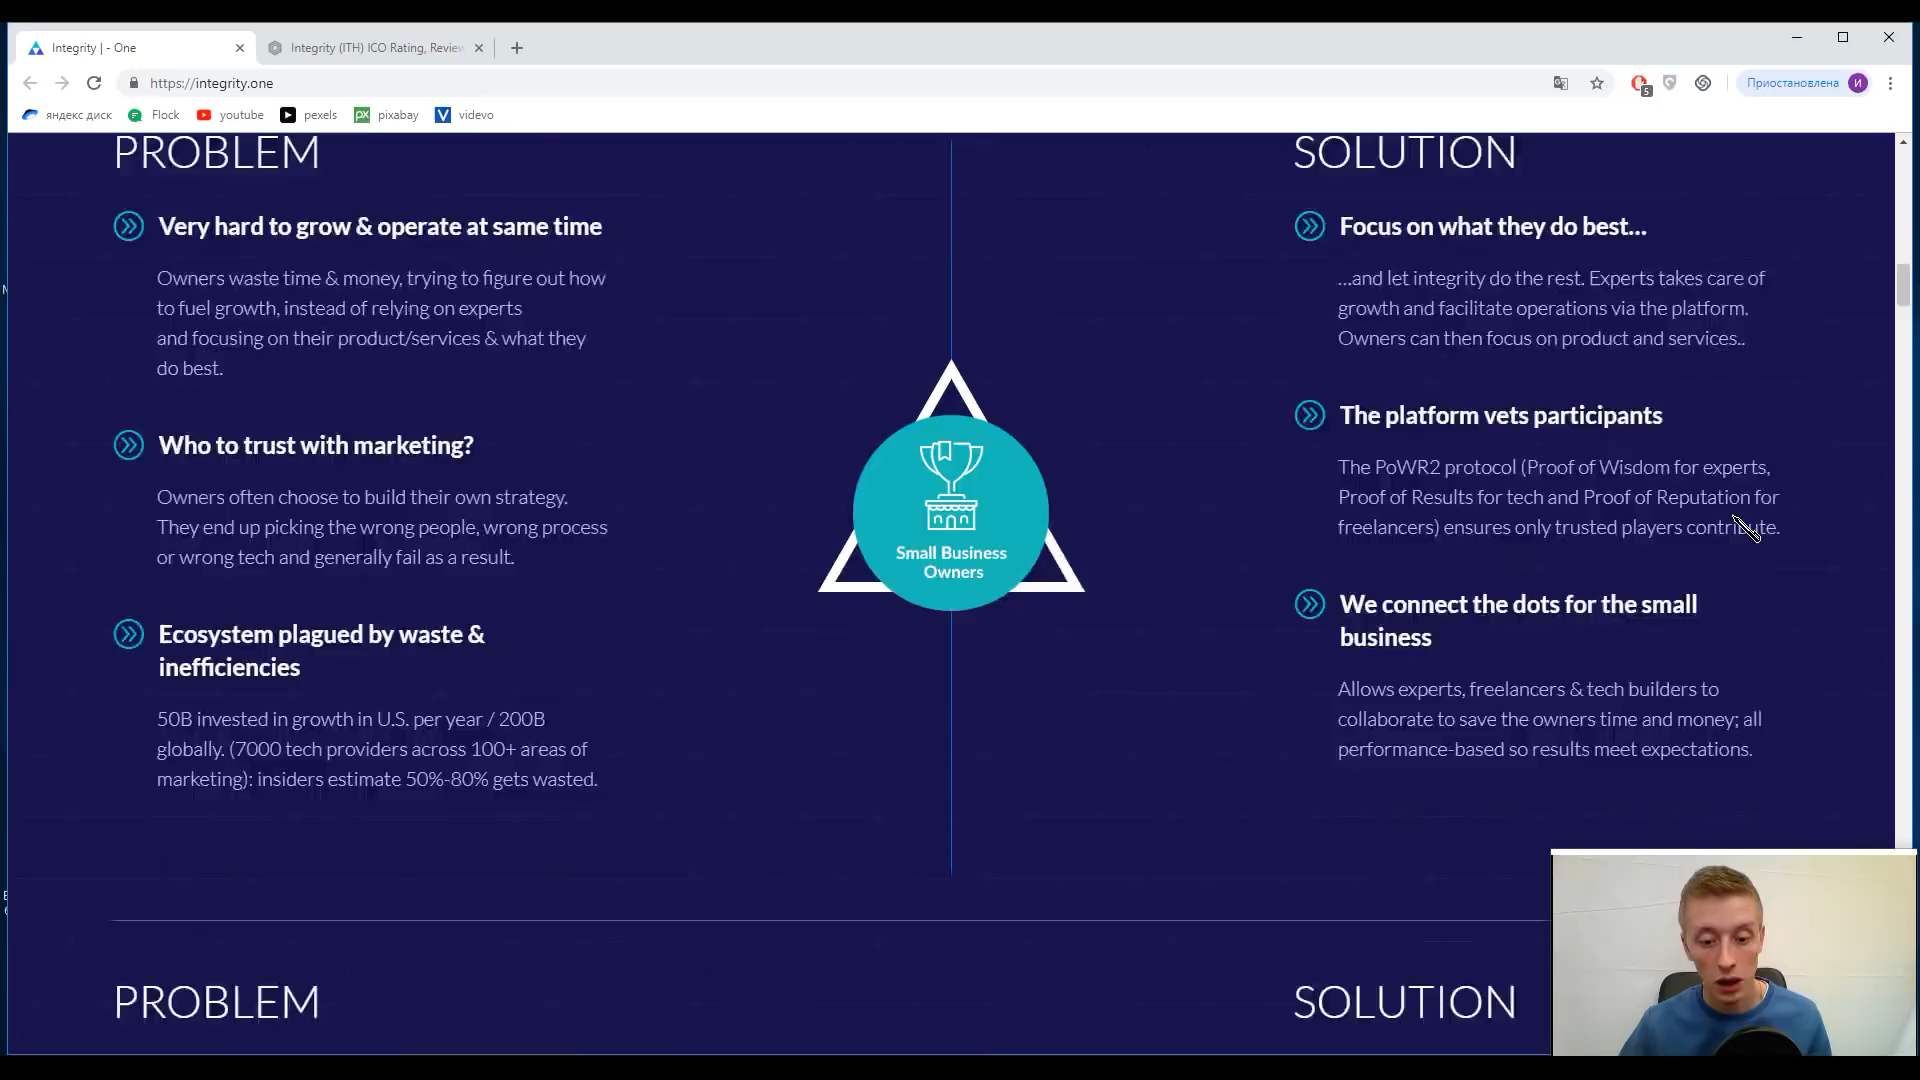 Integrity | - One
Integrity (ITH) ICO Rating, Review
https://integrity.one
5
Приостановлена
И
яндекс диск
Flock
youtube
pexels
px
pixabay
V
videvo
PROBLEM
Very hard to grow & operate at same time
Owners waste time & money, trying to figure out how
to fuel growth, instead of relying on experts
and focusing on their product/services & what they
do best.
Who to trust with marketing?
Owners often choose to build their own strategy.
They end up picking the wrong people, wrong process
or wrong tech and generally fail as a result.
Ecosystem plagued by waste &
inefficiencies
50B invested in growth in U.S. per year / 200B
globally. (7000 tech providers across 100+ areas of
marketing): insiders estimate 50%-80% gets wasted.
Small Business
Owners
SOLUTION
Focus on what they do best...
...and let integrity do the rest. Experts takes care of
growth and facilitate operations via the platform.
Owners can then focus on product and services..
The platform vets participants
The PoWR2 protocol (Proof of Wisdom for experts,
Proof of Results for tech and Proof of Reputation for
freelancers) ensures only trusted players contribute.
We connect the dots for the small
business
Allows experts, freelancers & tech builders to
collaborate to save the owners time and money; all
performance-based so results meet expectations.
PROBLEM
SOLUTION